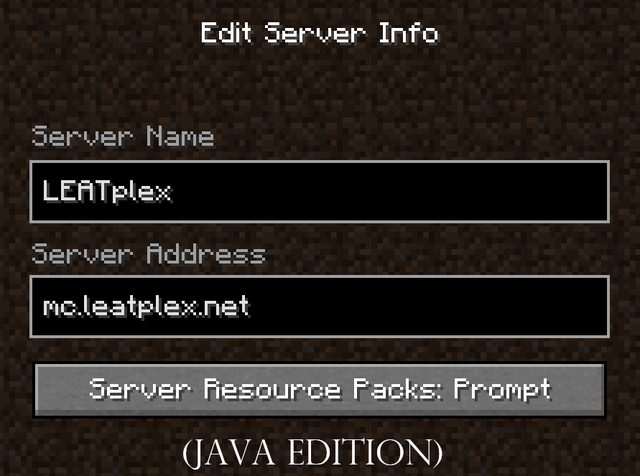 Edit Server Info
Server Name
LEATplex
Server Address
mc.leatplex.net
Server Resource Packs: Prompt
(JAVA EDITION)